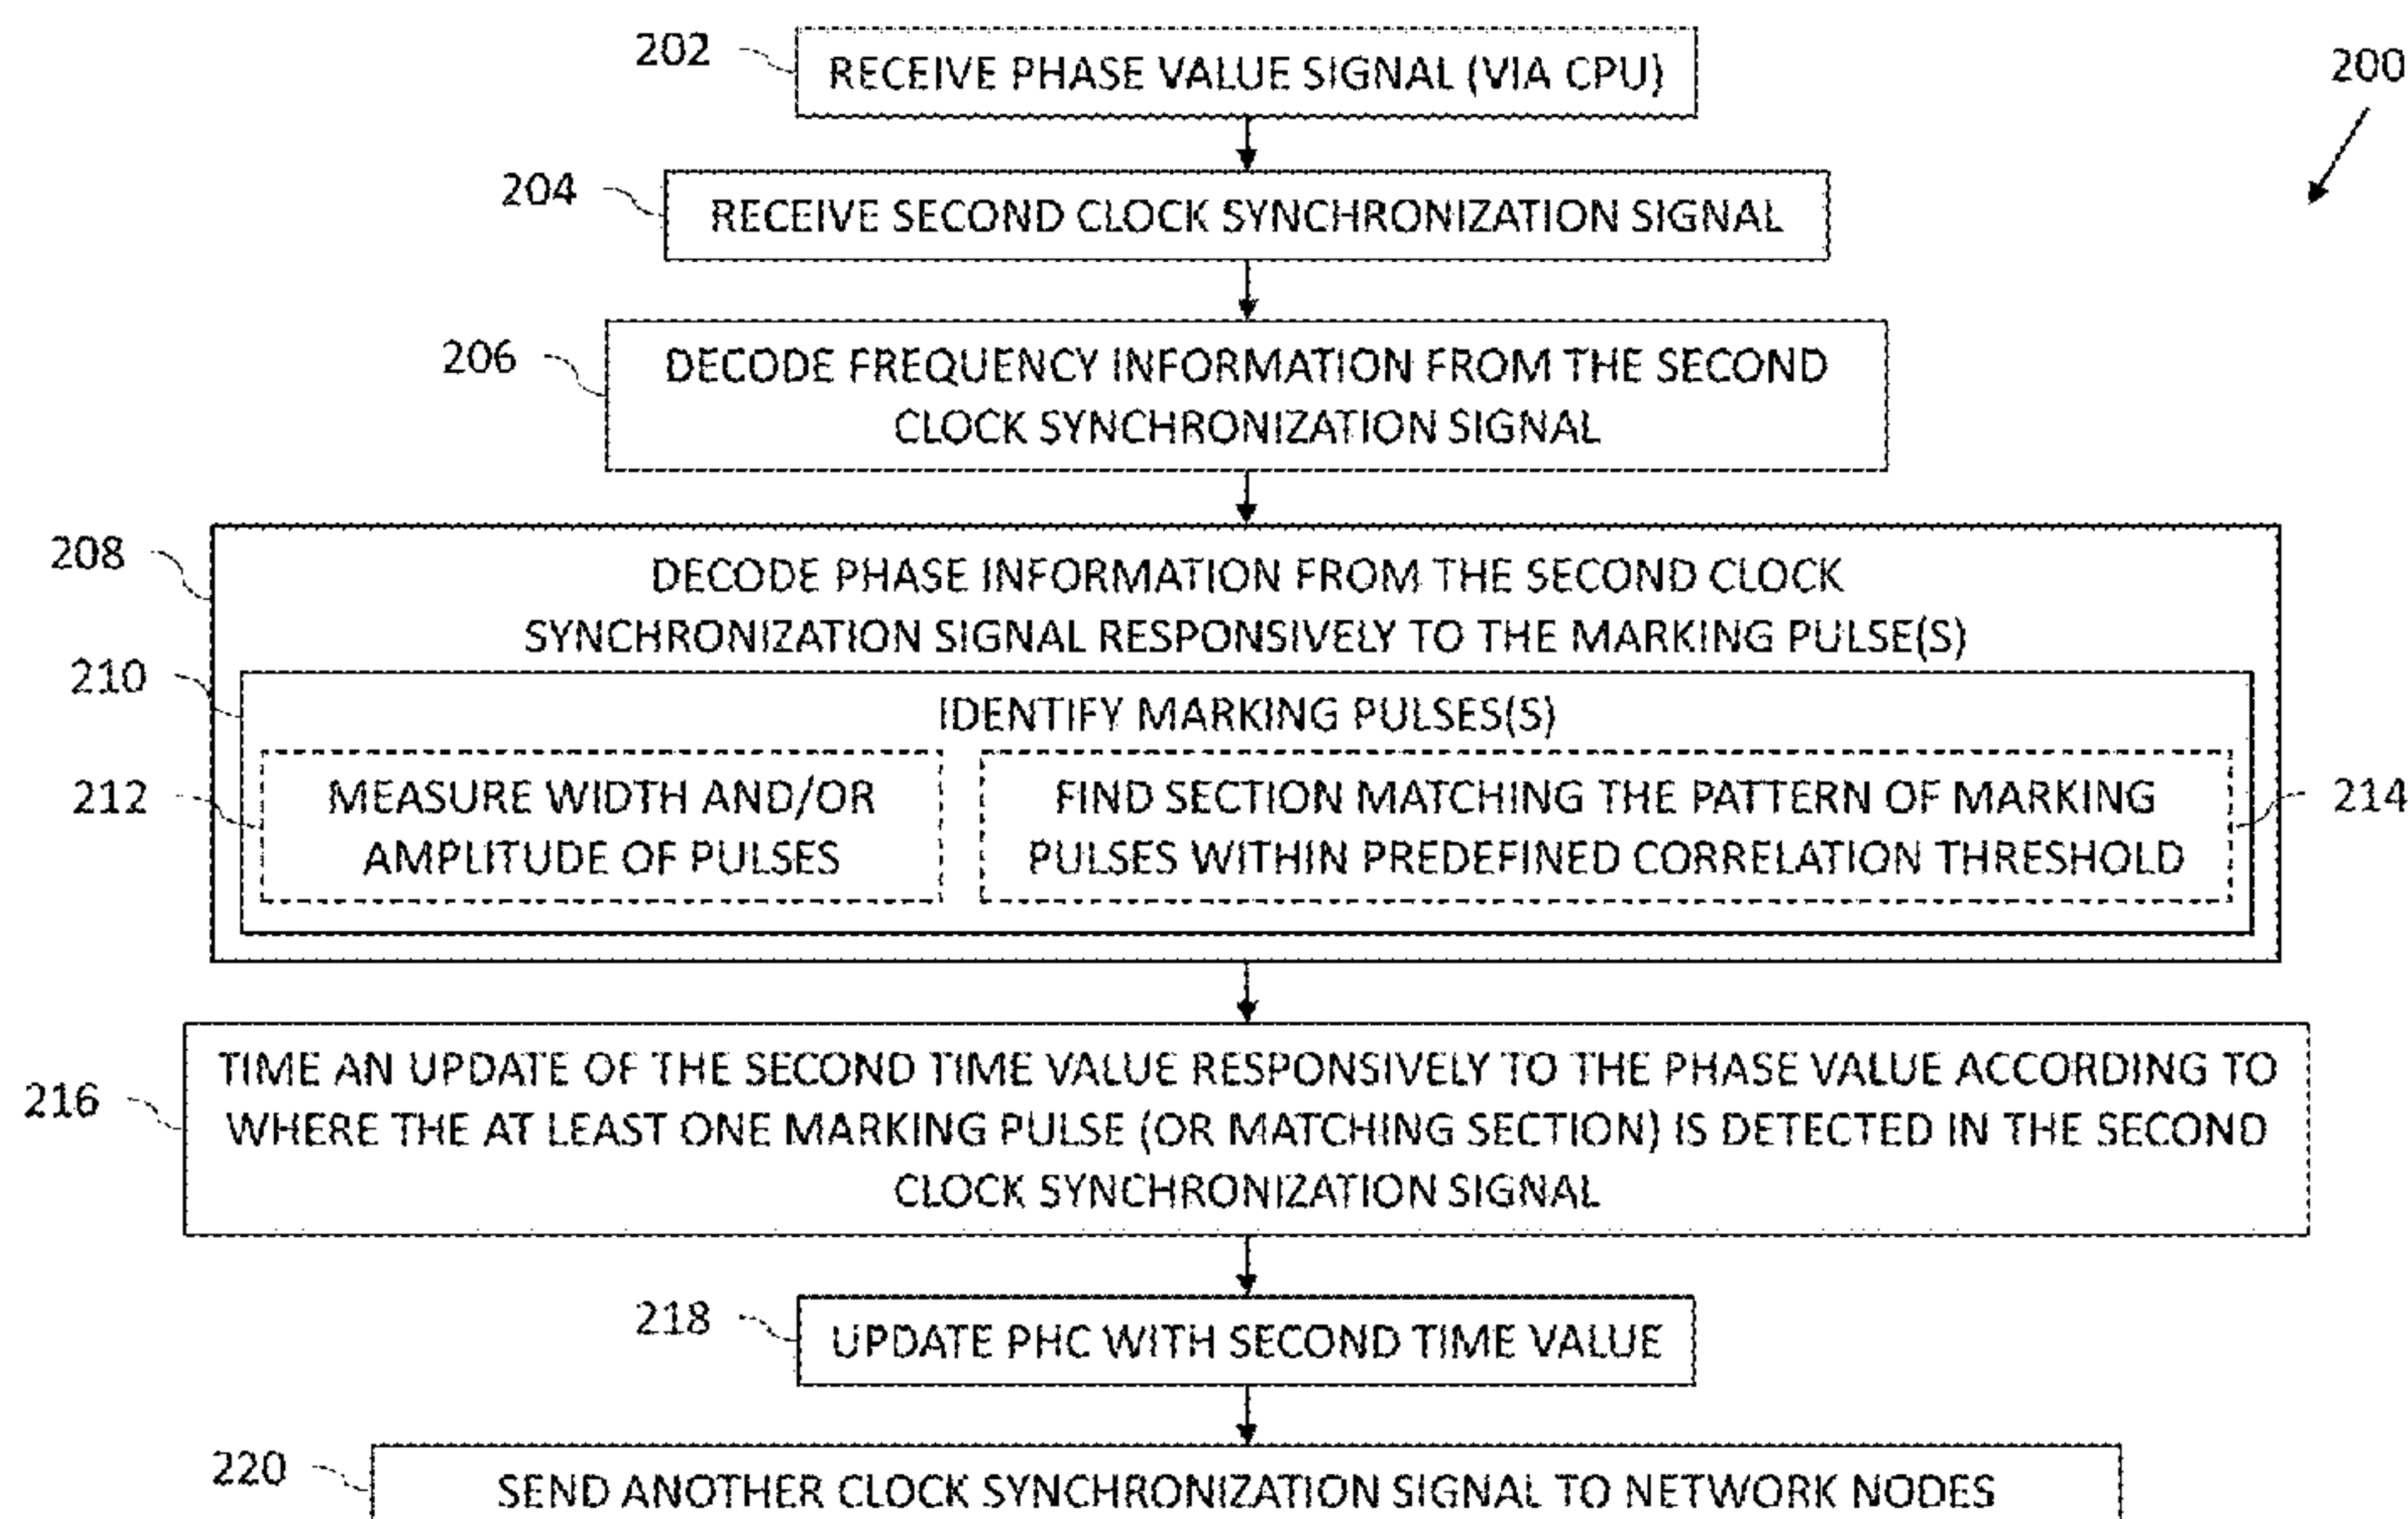 202
RECEIVE PHASE VALUE SIGNAL (VIA CPU)
200
204
RECEIVE SECOND CLOCK SYNCHRONIZATION SIGNAL
206
DECODE FREQUENCY INFORMATION FROM THE SECOND
CLOCK SYNCHRONIZATION SIGNAL
208
DECODE PHASE INFORMATION FROM THE SECOND CLOCK
SYNCHRONIZATION SIGNAL RESPONSIVELY TO THE MARKING PULSE(S)
210
IDENTIFY MARKING PULSES(S)
212
MEASURE WIDTH AND/OR
AMPLITUDE OF PULSES
FIND SECTION MATCHING THE PATTERN OF MARKING
PULSES WITHIN PREDEFINED CORRELATION THRESHOLD
214
216
TIME AN UPDATE OF THE SECOND TIME VALUE RESPONSIVELY TO THE PHASE VALUE ACCORDING TO
WHERE THE AT LEAST ONE MARKING PULSE (OR MATCHING SECTION) IS DETECTED IN THE SECOND
CLOCK SYNCHRONIZATION SIGNAL
218
UPDATE PHC WITH SECOND TIME VALUE
220
SEND ANOTHER CLOCK SYNCHRONIZATION SIGNAL TO NETWORK NODES